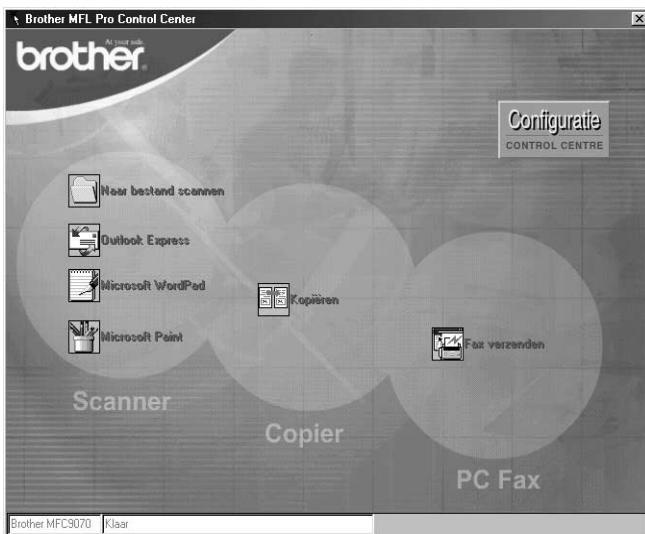 Brother MFL Pro Control Center
At your side.
brother
Configuratie
CONTROL CENTRE
Naar bestand scannen
Outlook Express
Microsoft WordPad
Microsoft Paint
Scanner
Kopiëren
Copier
Fax verzenden
PC Fax
Brother MFC9070
Klaar